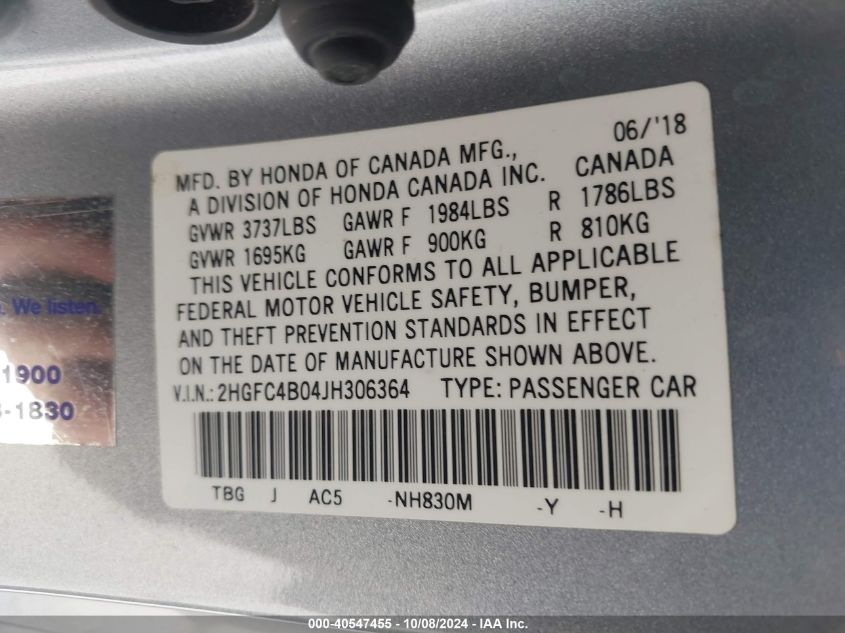 06/'18
MFD. BY HONDA OF CANADA MFG.,
A DIVISION OF HONDA CANADA INC. CANADA
GVWR 3737LBS GAWR F 1984LBS R 1786LBS
GVWR 1695KG GAWR F 900KG R 810KG
THIS VEHICLE CONFORMS TO ALL APPLICABLE
FEDERAL MOTOR VEHICLE SAFETY, BUMPER,
AND THEFT PREVENTION STANDARDS IN EFFECT
ON THE DATE OF MANUFACTURE SHOWN ABOVE.
V.I.N.: 2HGFC4B04JH306364 TYPE: PASSENGER CAR
TBG J AC5 -NH830M -Y -H
. We listen.
1900
-1830
000-40547455 - 10/08/2024 - IAA Inc.